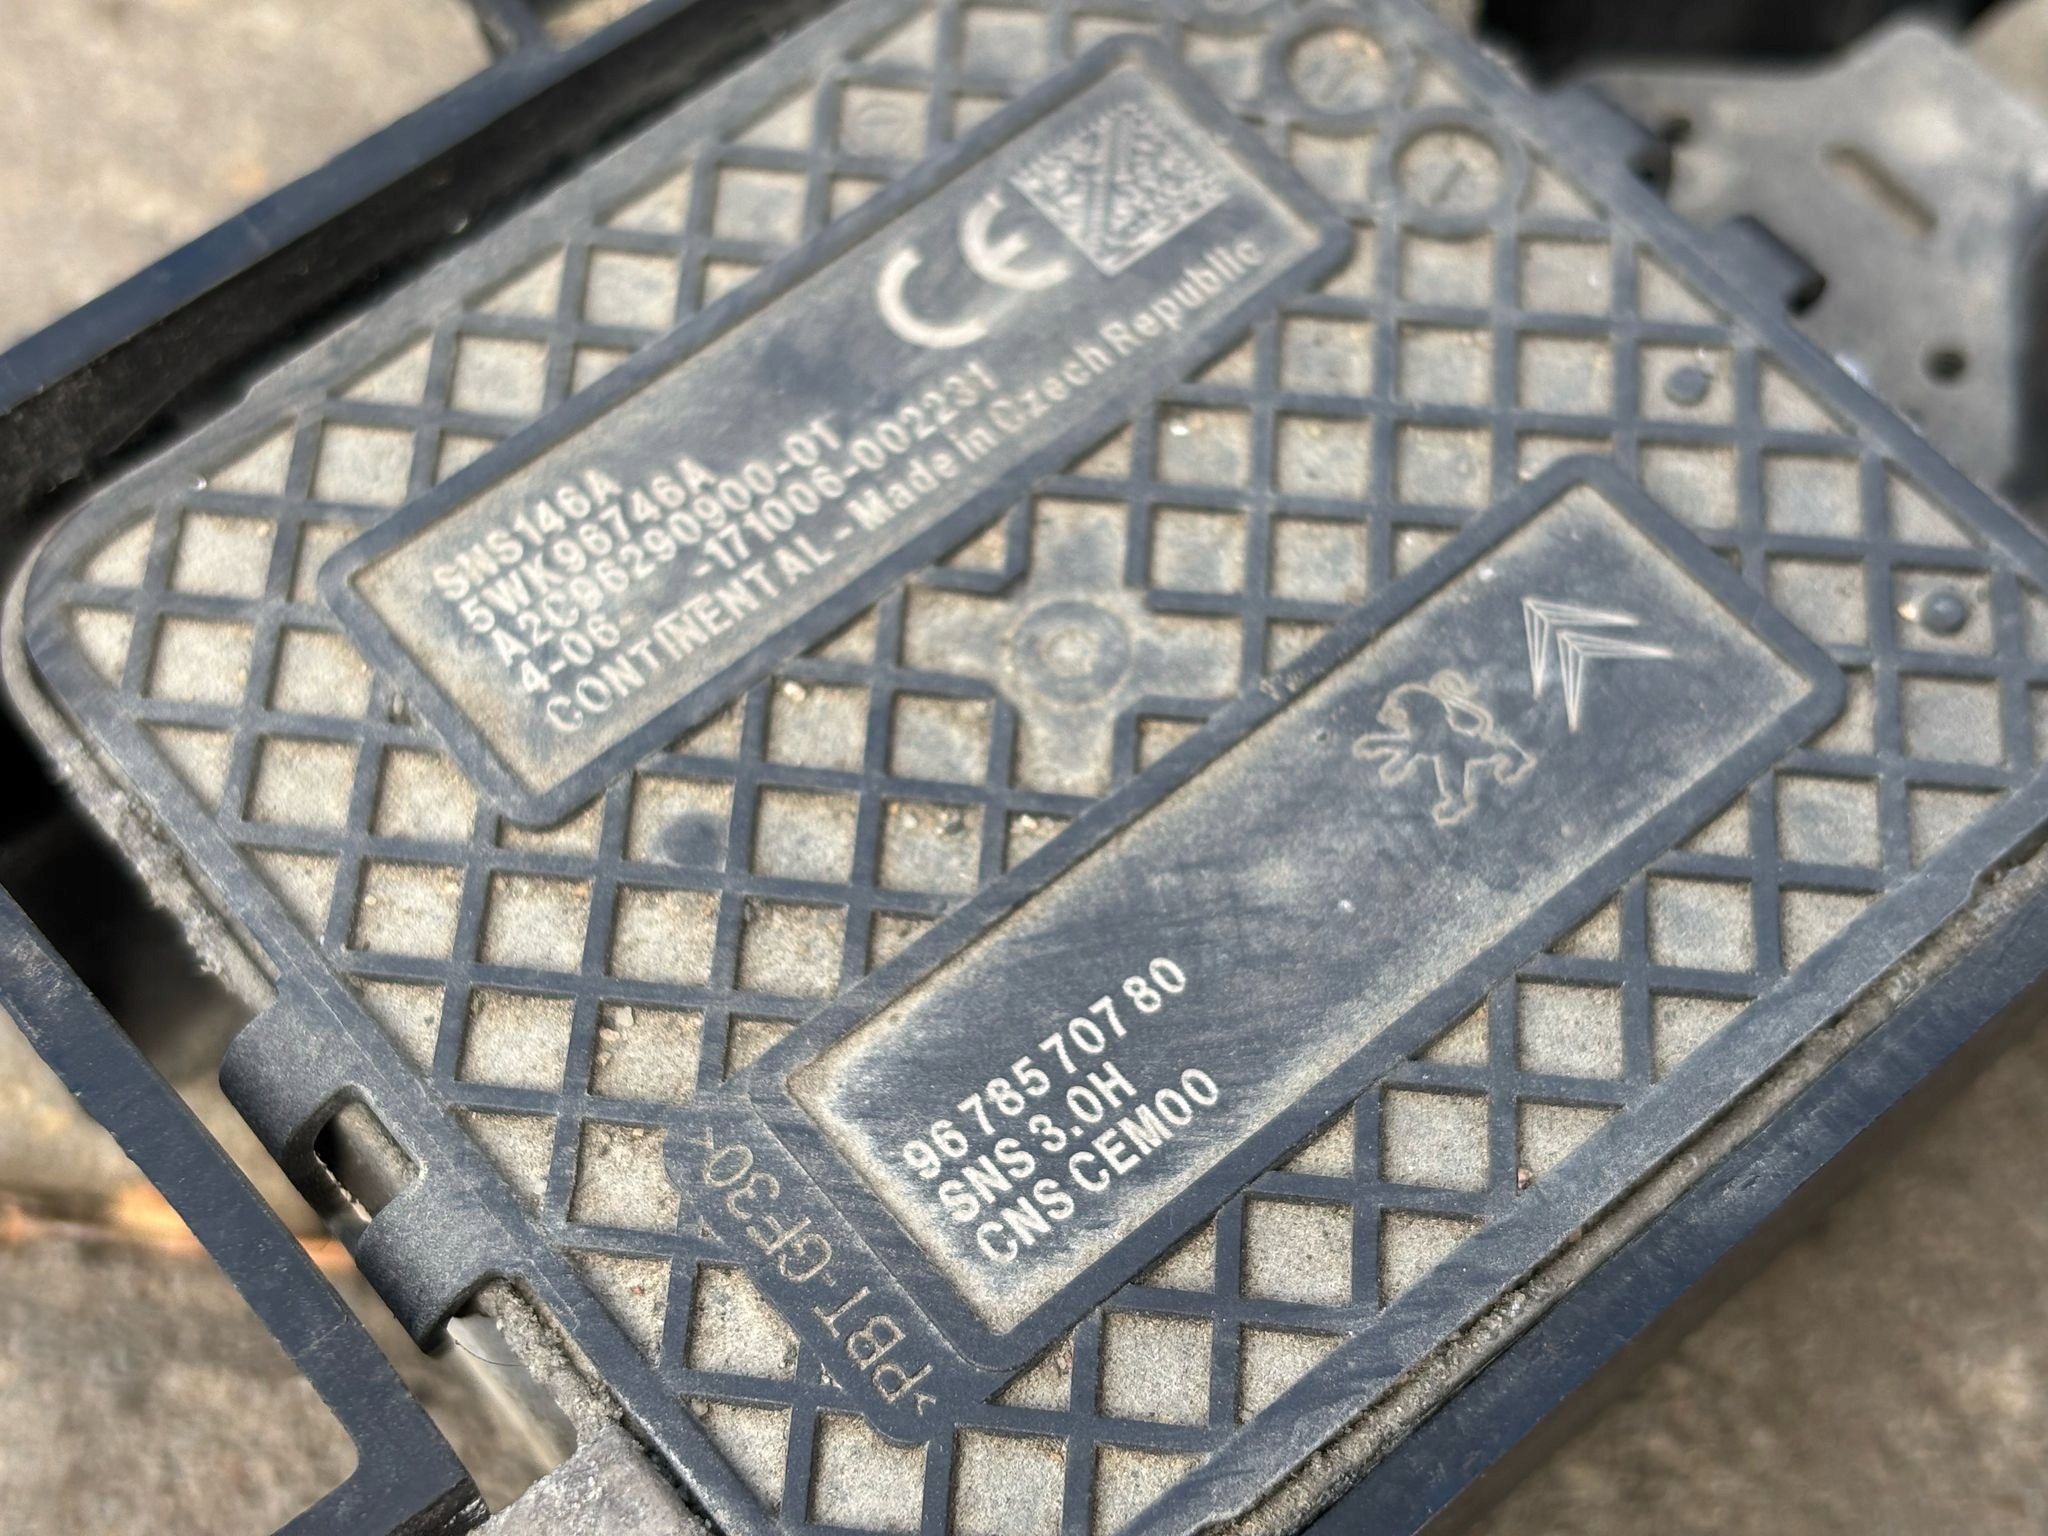 SNS146A
5WK96746A
A2C96290900-01
4-06- -171006-002231
CONTINENTAL - Made in Czech Republic
CE
96 785 707 80
SNS 3.0H
CNS CEM00
>PBT-GF30<